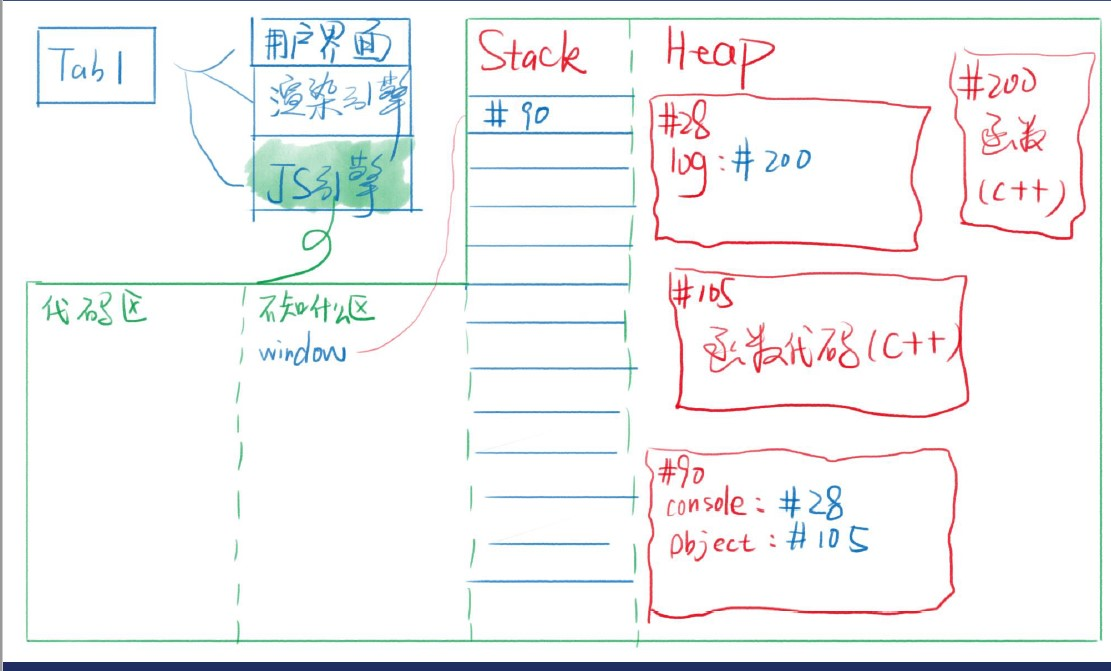 Tab1
用户界面
渲染引擎
JS引擎
代码区
不知什么区
window
Stack
#90
Heap
#28
log:#200
#200
函数
(C++)
#105
函数代码(C++)
#90
console:#28
Object:#105